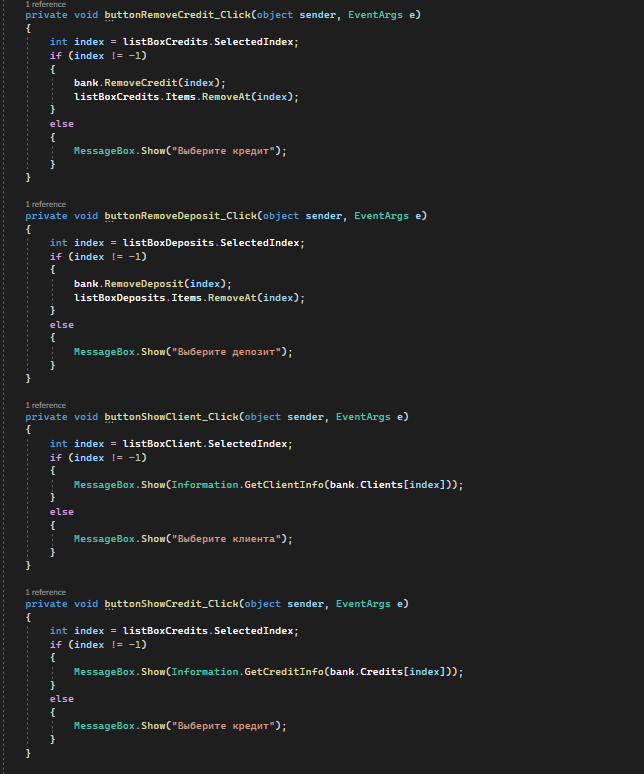 1 reference
private void buttonRemoveCredit_Click(object sender, EventArgs e)
{
int index = listBoxCredits.SelectedIndex;
if (index != -1)
{
bank.RemoveCredit(index);
listBoxCredits.Items.RemoveAt(index);
}
else
{
MessageBox.Show("Выберите кредит");
}
}
1 reference
private void buttonRemoveDeposit_Click(object sender, EventArgs e)
{
int index = listBoxDeposits.SelectedIndex;
if (index != -1)
{
bank.RemoveDeposit(index);
listBoxDeposits.Items.RemoveAt(index);
}
else
{
MessageBox.Show("Выберите депозит");
}
}
1 reference
private void buttonShowClient_Click(object sender, EventArgs e)
{
int index = listBoxClient.SelectedIndex;
if (index != -1)
{
MessageBox.Show(Information.GetClientInfo(bank.Clients[index]));
}
else
{
MessageBox.Show("Выберите клиента");
}
}
1 reference
private void buttonShowCredit_Click(object sender, EventArgs e)
{
int index = listBoxCredits.SelectedIndex;
if (index != -1)
{
MessageBox.Show(Information.GetCreditInfo(bank.Credits[index]));
}
else
{
MessageBox.Show("Выберите кредит");
}
}